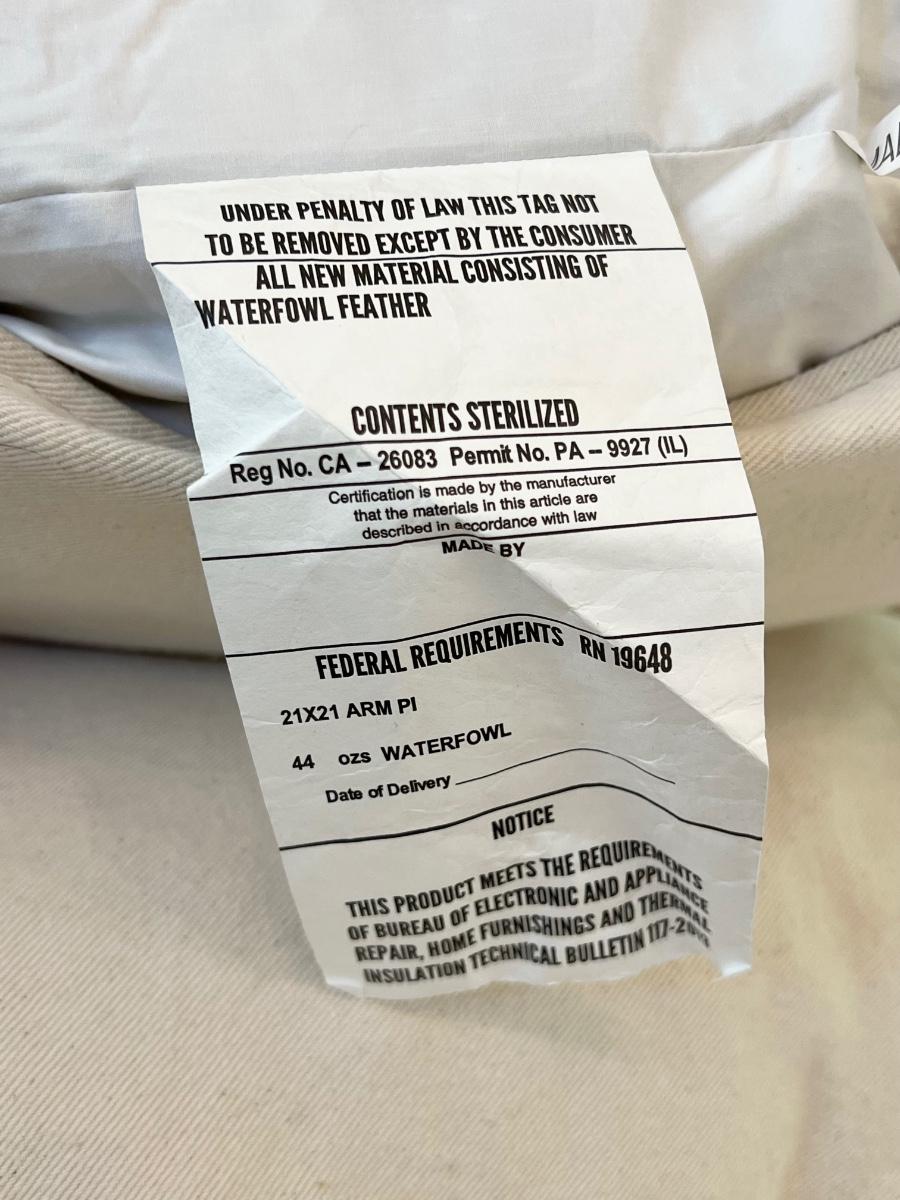 UNDER PENALTY OF LAW THIS TAG NOT
TO BE REMOVED EXCEPT BY THE CONSUMER
ALL NEW MATERIAL CONSISTING OF
WATERFOWL FEATHER
CONTENTS STERILIZED
Reg No. CA – 26083 Permit No. PA – 9927 (IL)
Certification is made by the manufacturer
that the materials in this article are
described in accordance with law
MADE BY
FEDERAL REQUIREMENTS RN 19648
21X21 ARM PI
44 ozs WATERFOWL
Date of Delivery
NOTICE
THIS PRODUCT MEETS THE REQUIREMENTS
OF BUREAU OF ELECTRONIC AND APPLIANCE
REPAIR, HOME FURNISHINGS AND THERMAL
INSULATION TECHNICAL BULLETIN